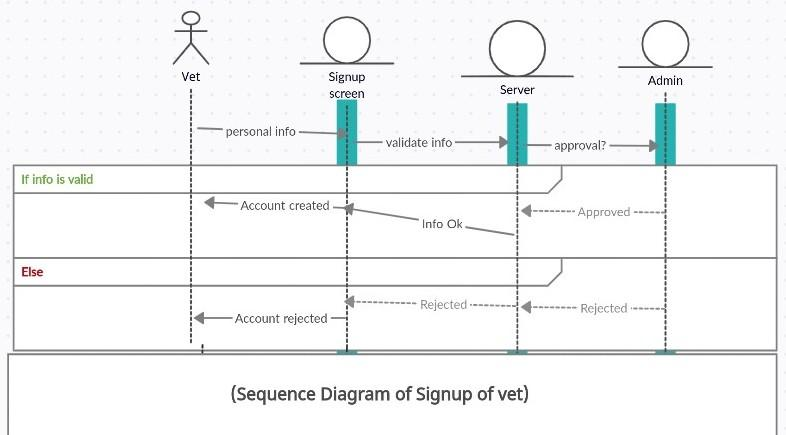 Vet
Signup
screen
Server
Admin
personal info
validate info
approval?
If info is valid
Account created
Info Ok
Approved
Else
Rejected
Rejected
Account rejected
(Sequence Diagram of Signup of vet)